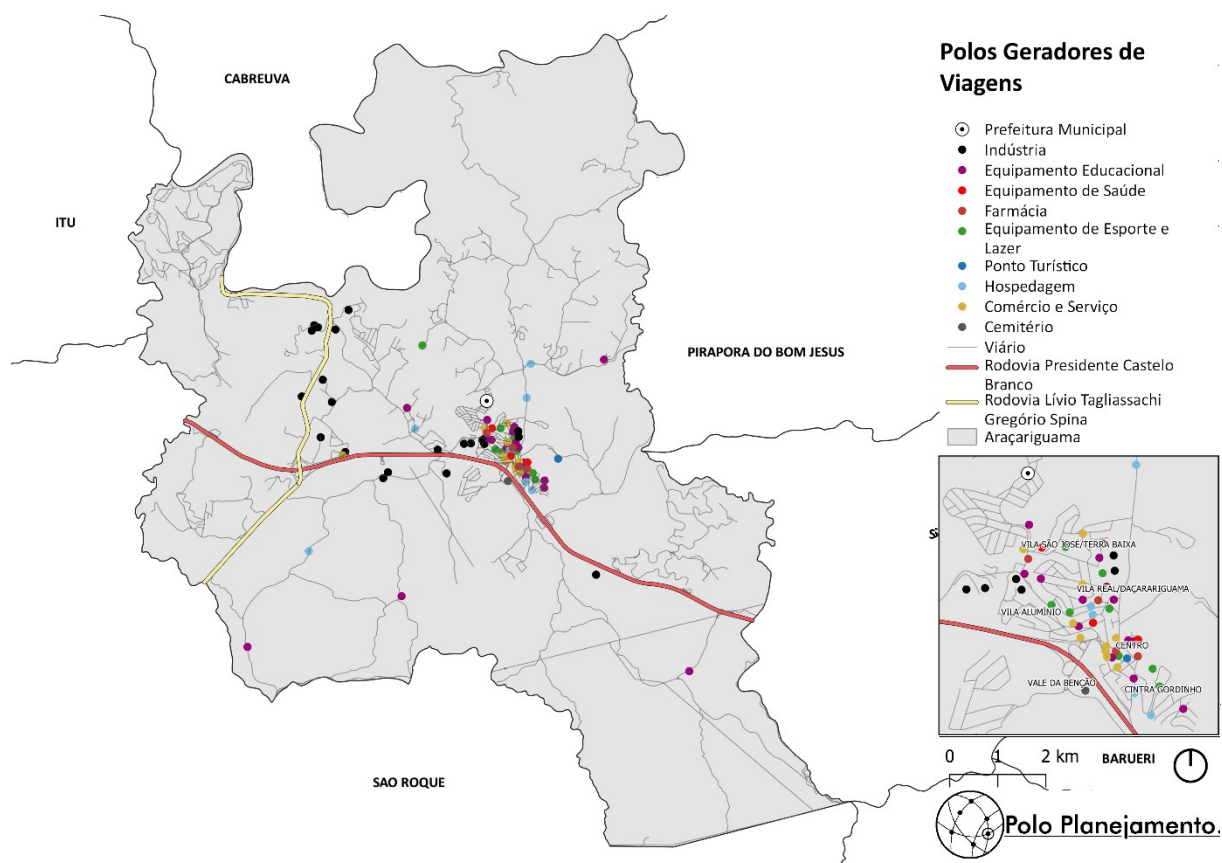 CABREUVA
ITU
PIRAPORA DO BOM JESUS
SAO ROQUE
Polos Geradores de
Viagens
Prefeitura Municipal
Indústria
Equipamento Educacional
Equipamento de Saúde
Farmácia
Equipamento de Esporte e
Lazer
Ponto Turístico
Hospedagem
Comércio e Serviço
Cemitério
Viário
Rodovia Presidente Castelo
Branco
Rodovia Lívio Tagliassachi
Gregório Spina
Araçariguama
VILA SÃO JOSÉ/TERRA BAIXA
VILA REAL/DAÇARARIGUAMA
VILA ALUMÍNIO
CENTRO
VALE DA BENÇÃO
CINTRA GORDINHO
0 1 2 km
BARUERI
Polo Planejamento.